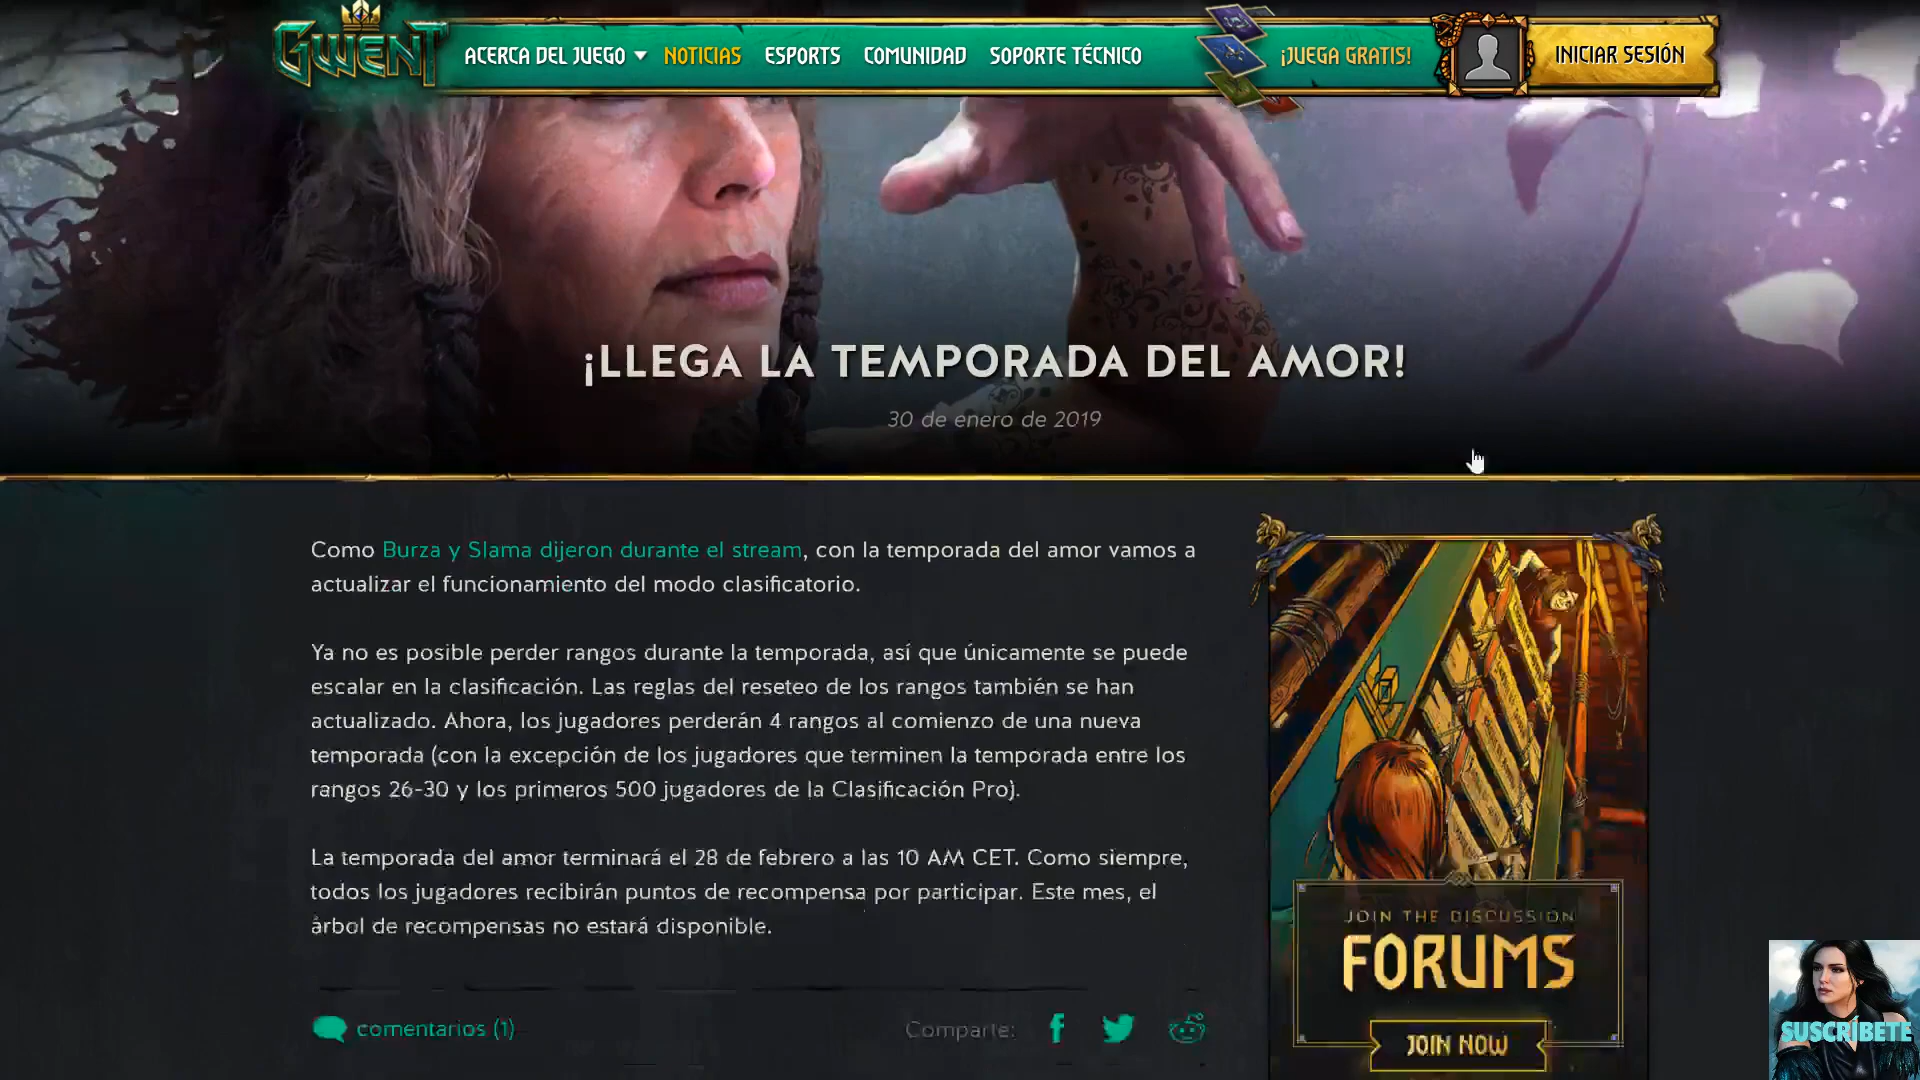 GWENT
ACERCA DEL JUEGO
NOTICIAS
ESPORTS
COMUNIDAD
SOPORTE TÉCNICO
¡JUEGA GRATIS!
INICIAR SESIÓN
¡LLEGA LA TEMPORADA DEL AMOR!
30 de enero de 2019
Como Burza y Slama dijeron durante el stream, con la temporada del amor vamos a
actualizar el funcionamiento del modo clasificatorio.
Ya no es posible perder rangos durante la temporada, así que únicamente se puede
escalar en la clasificación. Las reglas del reseteo de los rangos también se han
actualizado. Ahora, los jugadores perderán 4 rangos al comienzo de una nueva
temporada (con la excepción de los jugadores que terminen la temporada entre los
rangos 26-30 y los primeros 500 jugadores de la Clasificación Pro).
La temporada del amor terminará el 28 de febrero a las 10 AM CET. Como siempre,
todos los jugadores recibirán puntos de recompensa por participar. Este mes, el
árbol de recompensas no estará disponible.
comentarios (1)
Comparte:
JOIN THE DISCUSSION
FORUMS
JOIN NOW
SUSCRÍBETE